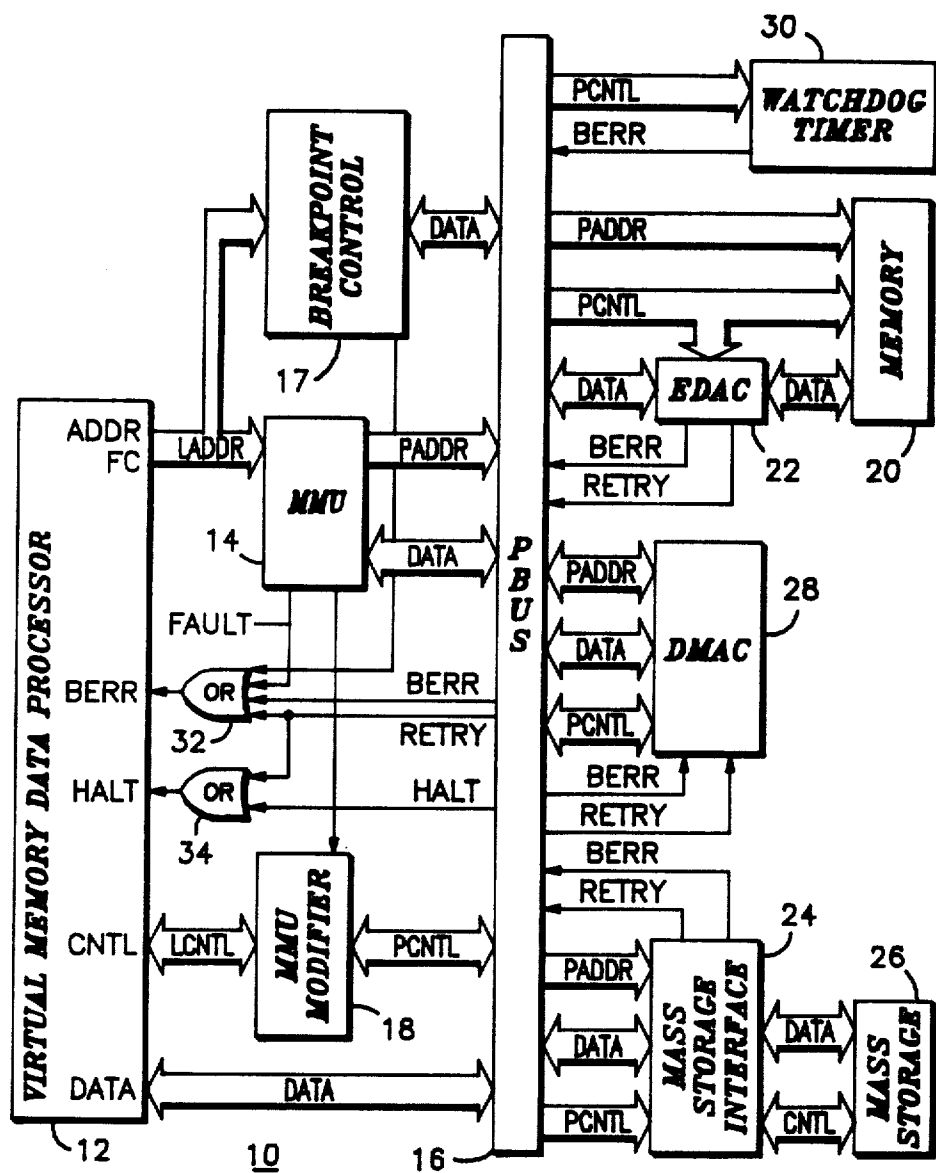 30
PCNTL
WATCHDOG
TIMER
BERR
BREAKPOINT
CONTROL
DATA
PADDR
MEMORY
PCNTL
17
DATA
EDAC
DATA
ADDR
FC
LADDR
MMU
PADDR
BERR
22
20
RETRY
14
DATA
PBUS
PADDR
28
FAULT
DATA
DMAC
VIRTUAL MEMORY DATA PROCESSOR
BERR
OR
BERR
32
RETRY
PCNTL
HALT
OR
HALT
BERR
34
RETRY
BERR
RETRY
24
CNTL
LCNTL
MMU
MODIFIER
PCNTL
PADDR
MASS
STORAGE
INTERFACE
26
18
DATA
DATA
MASS
STORAGE
DATA
DATA
PCNTL
CNTL
12
10
16